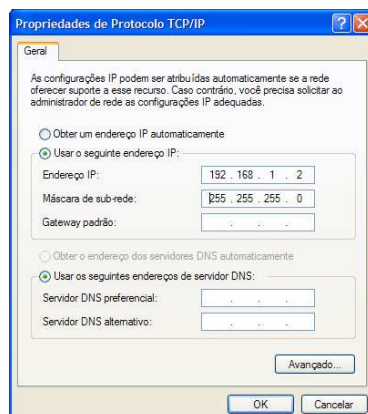 Propriedades de Protocolo TCP/IP
Geral
As configurações IP podem ser atribuídas automaticamente se a rede
oferecer suporte a esse recurso. Caso contrário, você precisa solicitar ao
administrador de rede as configurações IP adequadas.
Obter um endereço IP automaticamente
Usar o seguinte endereço IP:
Endereço IP: 192 . 168 . 1 . 2
Máscara de sub-rede: 255 . 255 . 255 . 0
Gateway padrão: . . .
Obter o endereço dos servidores DNS automaticamente
Usar os seguintes endereços de servidor DNS:
Servidor DNS preferencial: . . .
Servidor DNS alternativo: . . .
Avançado...
OK Cancelar